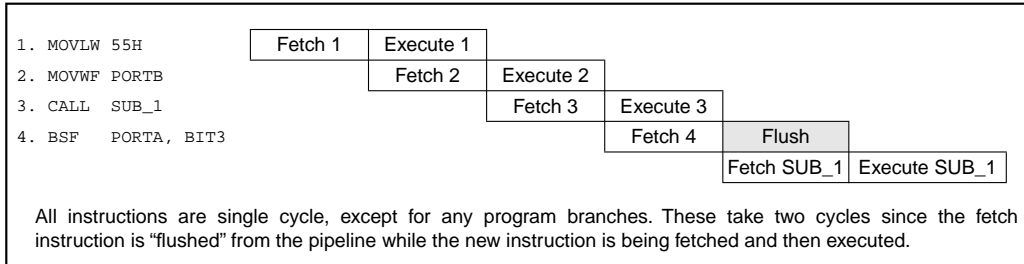 1. MOVLW 55H Fetch 1 Execute 1
2. MOVWF PORTB Fetch 2 Execute 2
3. CALL SUB_1 Fetch 3 Execute 3
4. BSF PORTA, BIT3 Fetch 4 Flush
Fetch SUB_1 Execute SUB_1
All instructions are single cycle, except for any program branches. These take two cycles since the fetch
instruction is “flushed” from the pipeline while the new instruction is being fetched and then executed.